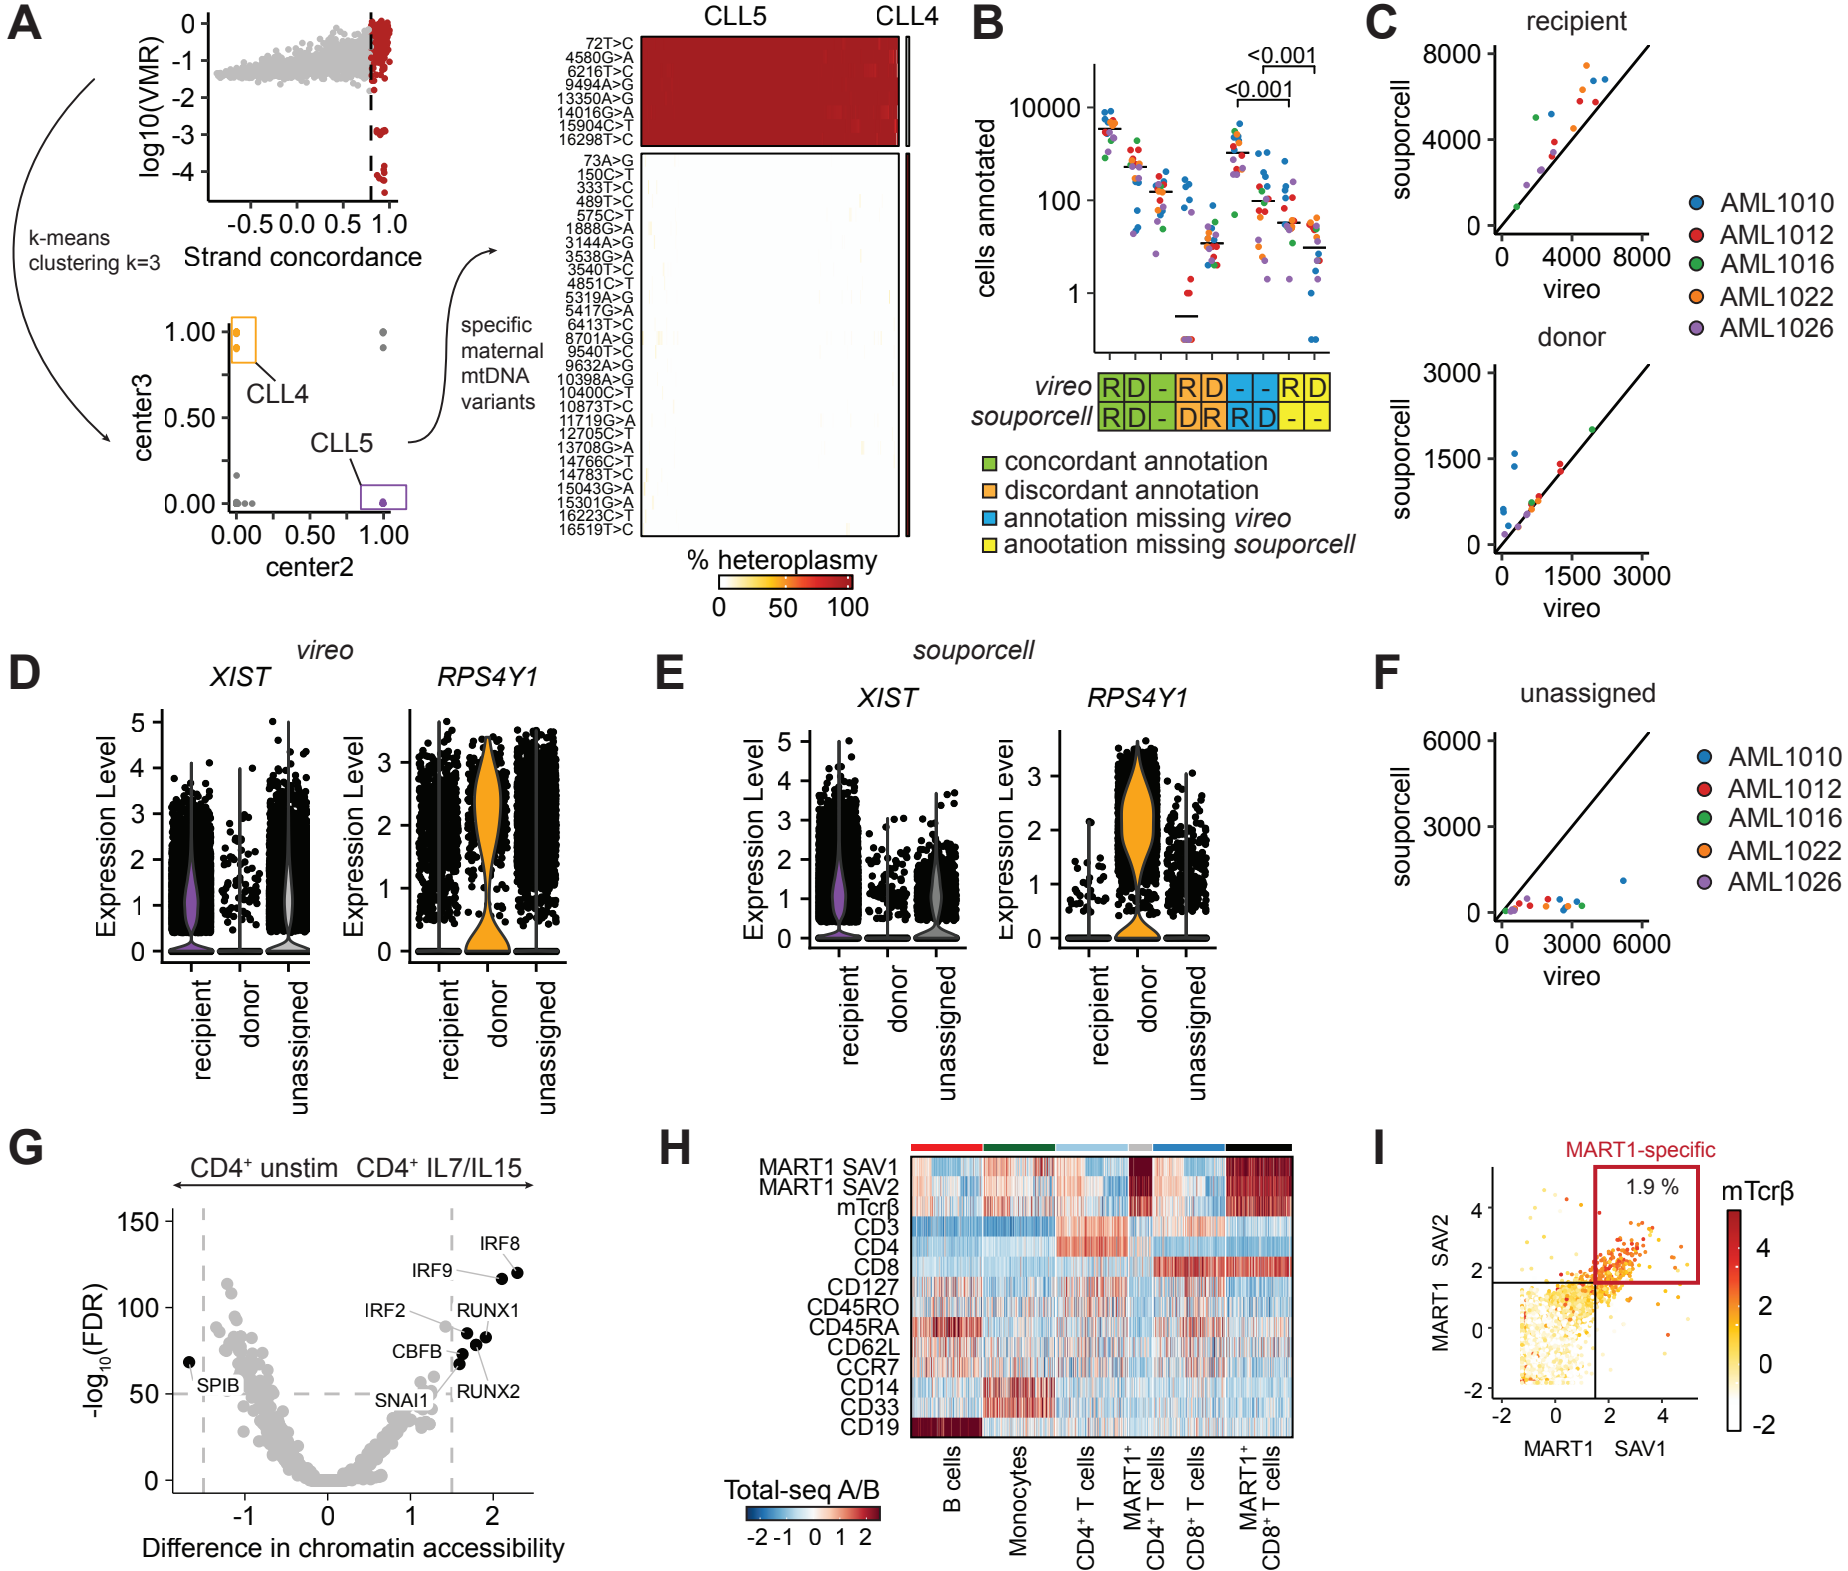 A
log10(VMR)
0
-1
-2
-3
-4
-0.5 0.0 0.5 1.0
Strand concordance
k-means
clustering k=3
center3
1.00
0.50
0.00
CLL4
CLL5
0.00 0.50 1.00
center2
specific
maternal
mtDNA
variants
CLL5 CLL4
72T>C
4580G>A
6216T>C
9494A>G
13350A>G
14016G>A
15904C>T
16298T>C
73A>G
150C>T
333T>C
489T>C
575C>T
1888G>A
3144A>G
3538G>A
3540T>C
4851C>T
5319A>G
5417G>A
6413T>C
8701A>G
9540T>C
9632A>G
10398A>G
10400C>T
10873T>C
11719G>A
12705C>T
13708G>A
14766C>T
14783T>C
15043G>A
15301G>A
16223C>T
16519T>C
% heteroplasmy
0 50 100
B
cells annotated
10000
100
1
<0.001
<0.001
vireo R D - R D - - R D
souporcell R D - D R R D - -
concordant annotation
discordant annotation
annotation missing vireo
anootation missing souporcell
C
recipient
souporcell
8000
4000
0
0 4000 8000
vireo
donor
souporcell
3000
1500
0
0 1500 3000
vireo
AML1010
AML1012
AML1016
AML1022
AML1026
D
vireo
XIST
Expression Level
5
4
3
2
1
0
recipient
donor
unassigned
RPS4Y1
Expression Level
3
2
1
0
recipient
donor
unassigned
E
souporcell
XIST
Expression Level
5
4
3
2
1
0
recipient
donor
unassigned
RPS4Y1
Expression Level
3
2
1
0
recipient
donor
unassigned
F
unassigned
souporcell
6000
3000
0
0 3000 6000
vireo
AML1010
AML1012
AML1016
AML1022
AML1026
G
CD4+ unstim CD4+ IL7/IL15
-log10(FDR)
150
100
50
0
IRF8
IRF9
IRF2
RUNX1
CBFB
SPIB
SNAI1
RUNX2
-1 0 1 2
Difference in chromatin accessibility
H
MART1 SAV1
MART1 SAV2
mTcrβ
CD3
CD4
CD8
CD127
CD45RO
CD45RA
CD62L
CCR7
CD14
CD33
CD19
B cells
Monocytes
CD4+ T cells
MART1+
CD4+ T cells
CD8+ T cells
MART1+
CD8+ T cells
Total-seq A/B
-2 -1 0 1 2
I
MART1-specific
1.9 %
MART1 SAV2
4
2
0
-2
-2 0 2 4
MART1 SAV1
mTcrβ
4
2
0
-2